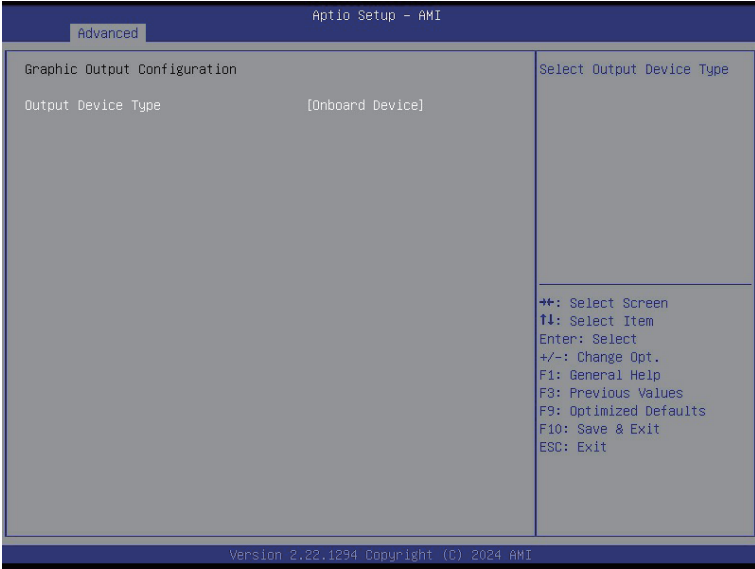 Aptio Setup – AMI
Advanced
Graphic Output Configuration
Output Device Type [Onboard Device]
Select Output Device Type
→←: Select Screen
↑↓: Select Item
Enter: Select
+/-: Change Opt.
F1: General Help
F3: Previous Values
F9: Optimized Defaults
F10: Save & Exit
ESC: Exit
Version 2.22.1294 Copyright (C) 2024 AMI